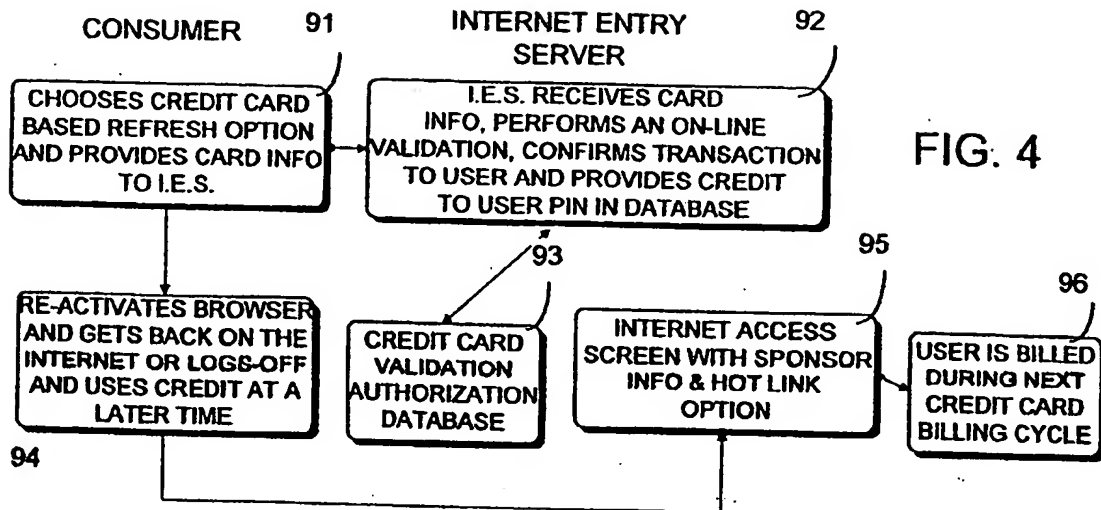 CONSUMER
91
CHOOSES CREDIT CARD
BASED REFRESH OPTION
AND PROVIDES CARD INFO
TO I.E.S.
INTERNET ENTRY
SERVER
92
I.E.S. RECEIVES CARD
INFO, PERFORMS AN ON-LINE
VALIDATION, CONFIRMS TRANSACTION
TO USER AND PROVIDES CREDIT
TO USER PIN IN DATABASE
FIG. 4
RE-ACTIVATES BROWSER
AND GETS BACK ON THE
INTERNET OR LOGS-OFF
AND USES CREDIT AT A
LATER TIME
94
93
CREDIT CARD
VALIDATION
AUTHORIZATION
DATABASE
95
INTERNET ACCESS
SCREEN WITH SPONSOR
INFO & HOT LINK
OPTION
96
USER IS BILLED
DURING NEXT
CREDIT CARD
BILLING CYCLE